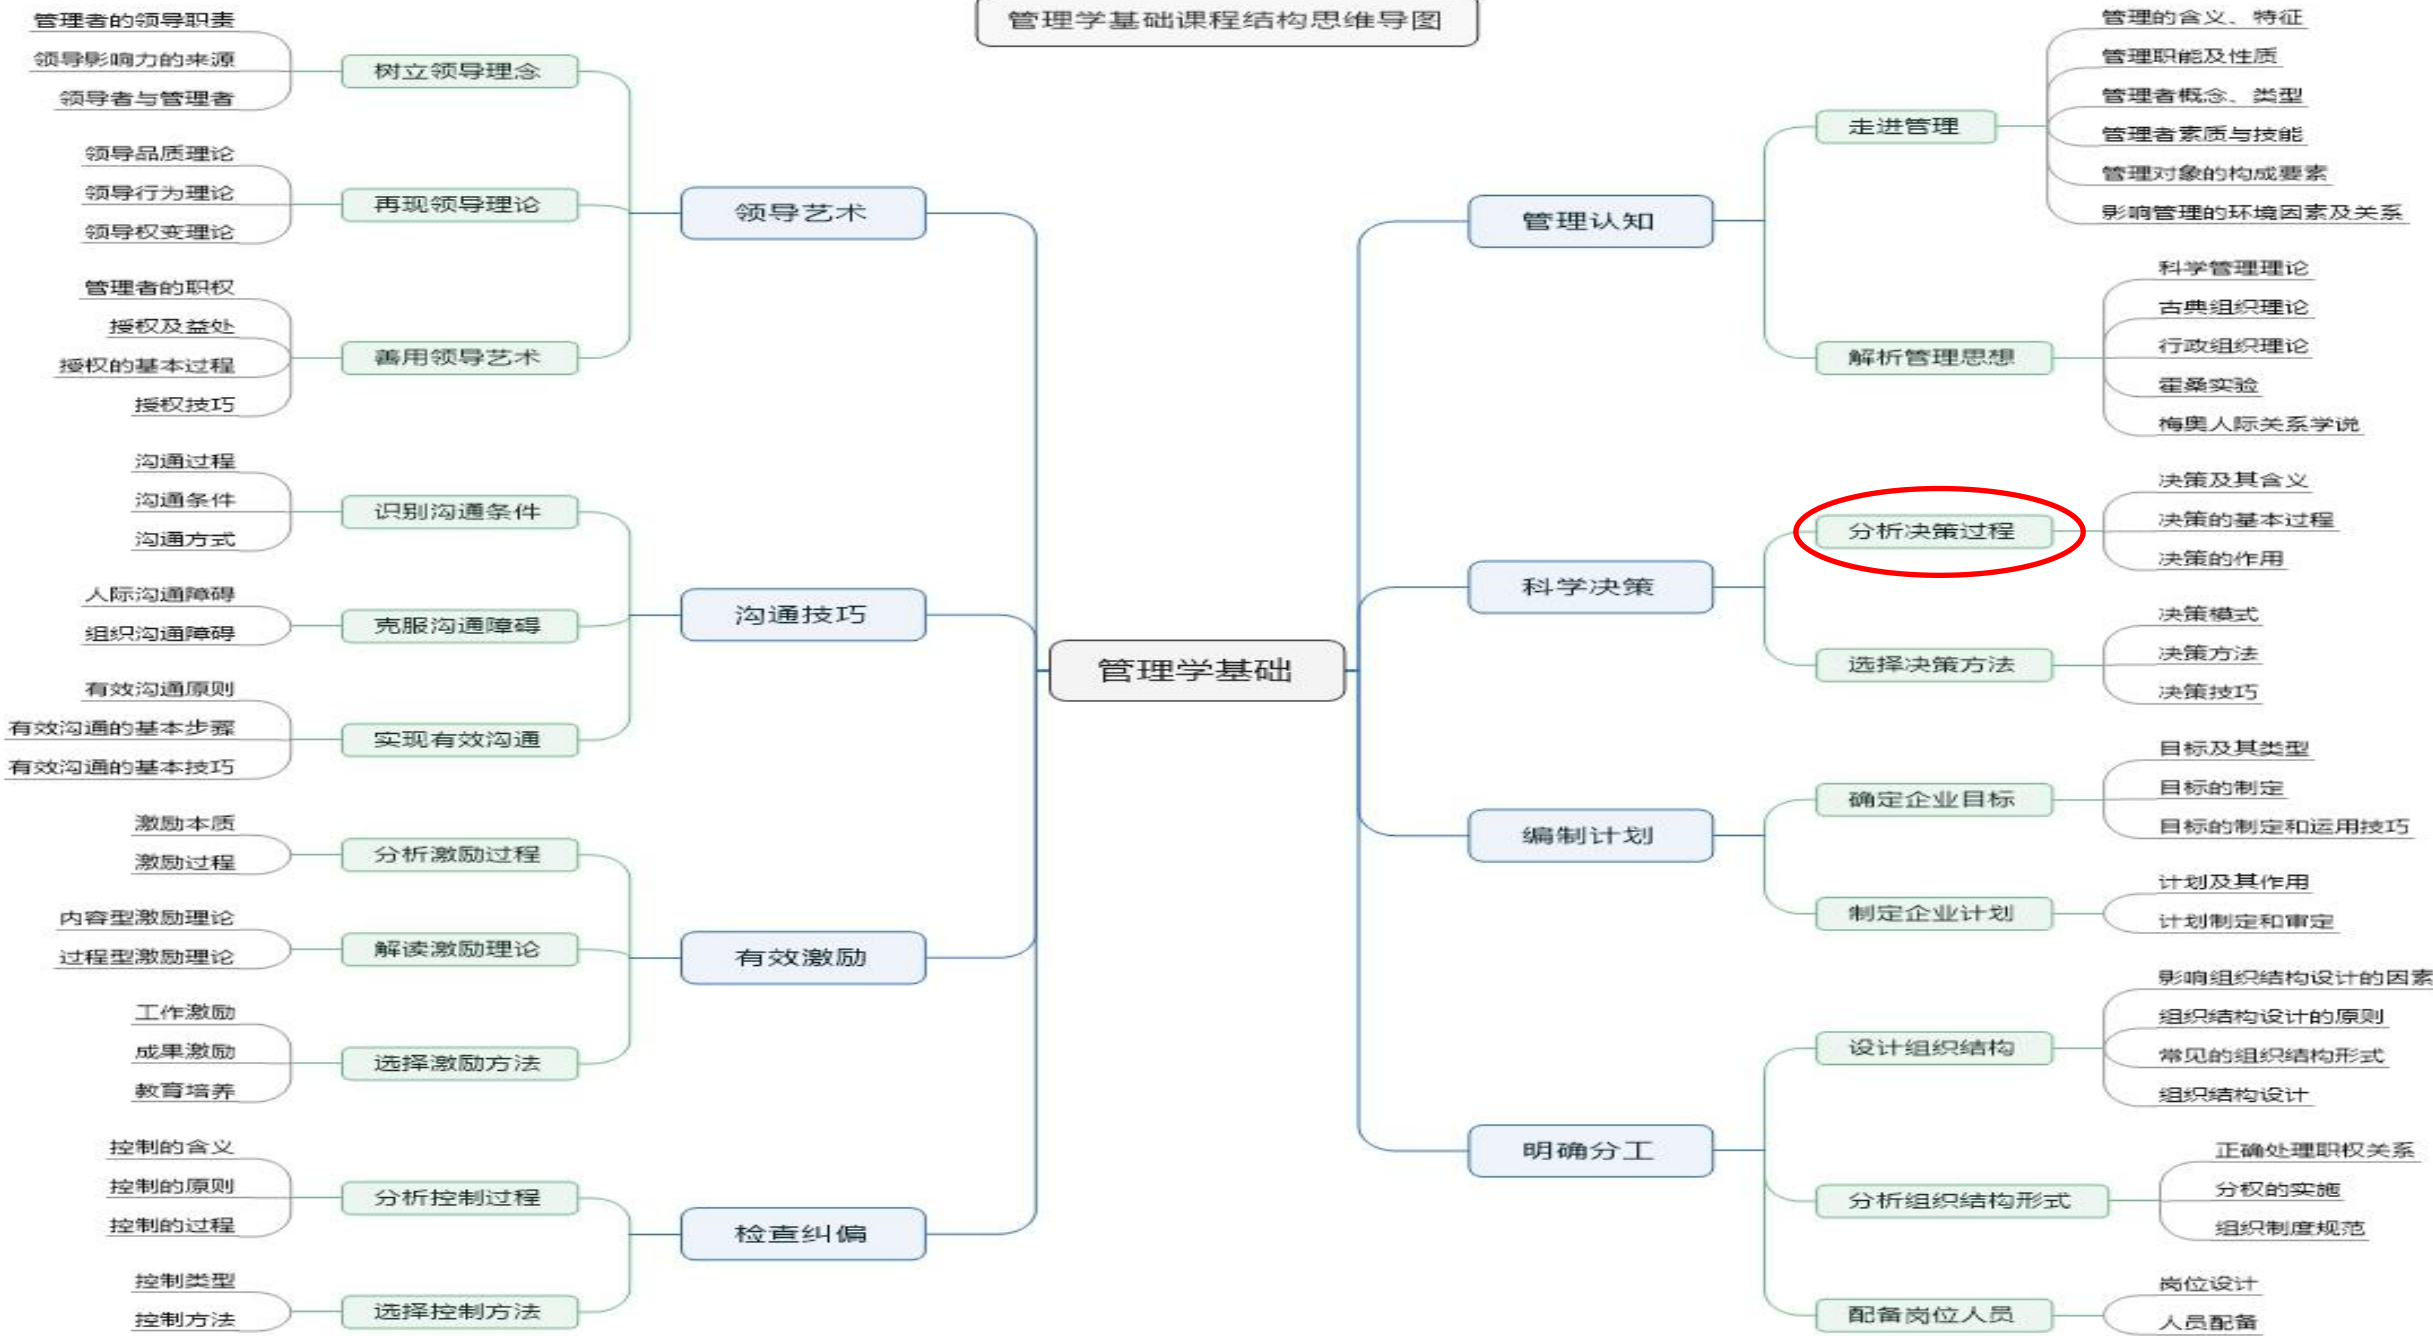 管理学基础课程结构思维导图
管理学基础
领导艺术
树立领导理念
管理者的领导职责
领导影响力的来源
领导者与管理者
再现领导理论
领导品质理论
领导行为理论
领导权变理论
善用领导艺术
管理者的职权
授权及益处
授权的基本过程
授权技巧
沟通技巧
识别沟通条件
沟通过程
沟通条件
沟通方式
克服沟通障碍
人际沟通障碍
组织沟通障碍
实现有效沟通
有效沟通原则
有效沟通的基本步骤
有效沟通的基本技巧
有效激励
分析激励过程
激励本质
激励过程
解读激励理论
内容型激励理论
过程型激励理论
选择激励方法
工作激励
成果激励
教育培养
检查纠偏
分析控制过程
控制的含义
控制的原则
控制的过程
选择控制方法
控制类型
控制方法
管理认知
走进管理
管理的含义、特征
管理职能及性质
管理者概念、类型
管理者素质与技能
管理对象的构成要素
影响管理的环境因素及关系
解析管理思想
科学管理理论
古典组织理论
行政组织理论
霍桑实验
梅奥人际关系学说
科学决策
分析决策过程
决策及其含义
决策的基本过程
决策的作用
选择决策方法
决策模式
决策方法
决策技巧
编制计划
确定企业目标
目标及其类型
目标的制定
目标的制定和运用技巧
制定企业计划
计划及其作用
计划制定和审定
明确分工
设计组织结构
影响组织结构设计的因素
组织结构设计的原则
常见的组织结构形式
组织结构设计
分析组织结构形式
正确处理职权关系
分权的实施
组织制度规范
配备岗位人员
岗位设计
人员配备